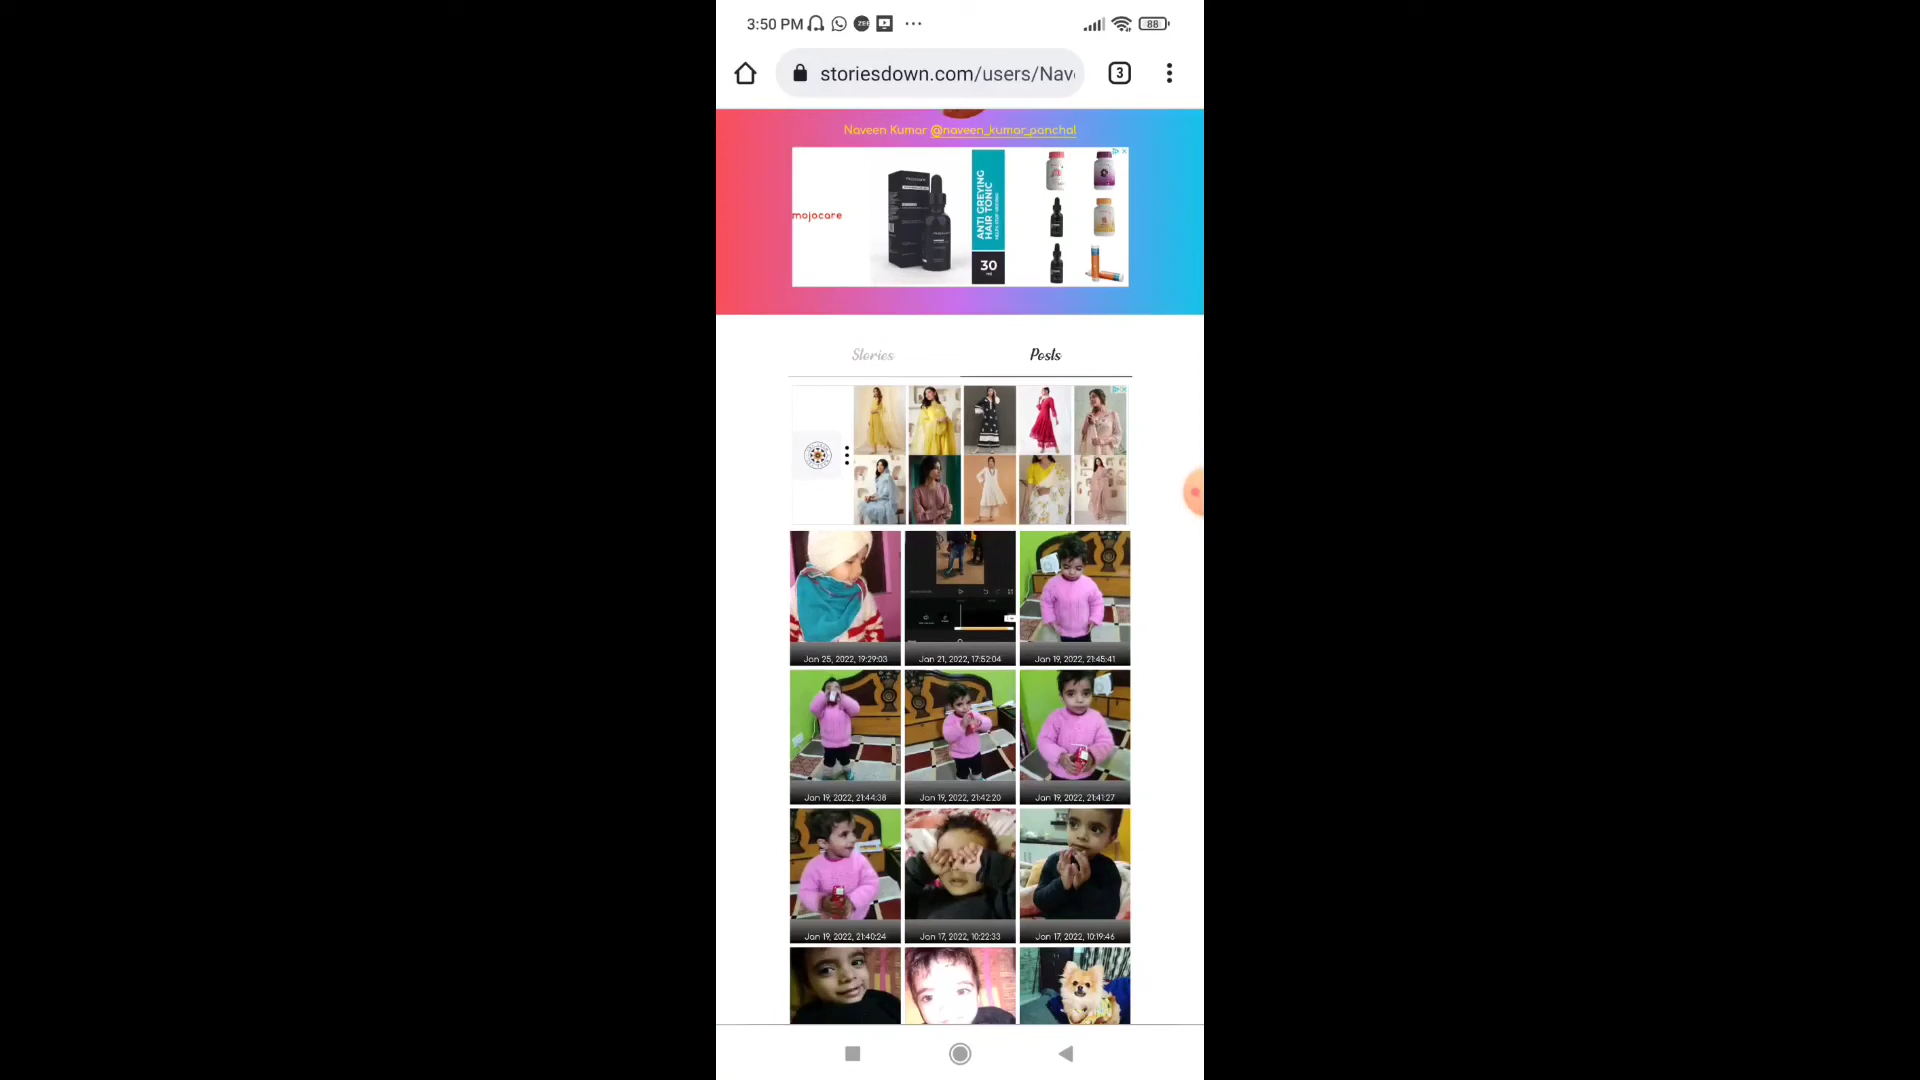 3:50 PM
88
storiesdown.com/users/Nav
3
Naveen Kumar @naveen_kumar_panchal
mojocare
ANTI GREYING
HAIR TONIC
30
ml
Stories
Posts
Jan 25, 2022, 19:29:03
Jan 21, 2022, 17:52:04
Jan 19, 2022, 21:45:41
Jan 19, 2022, 21:44:38
Jan 19, 2022, 21:42:20
Jan 19, 2022, 21:41:27
Jan 19, 2022, 21:40:24
Jan 17, 2022, 10:22:33
Jan 17, 2022, 10:19:46